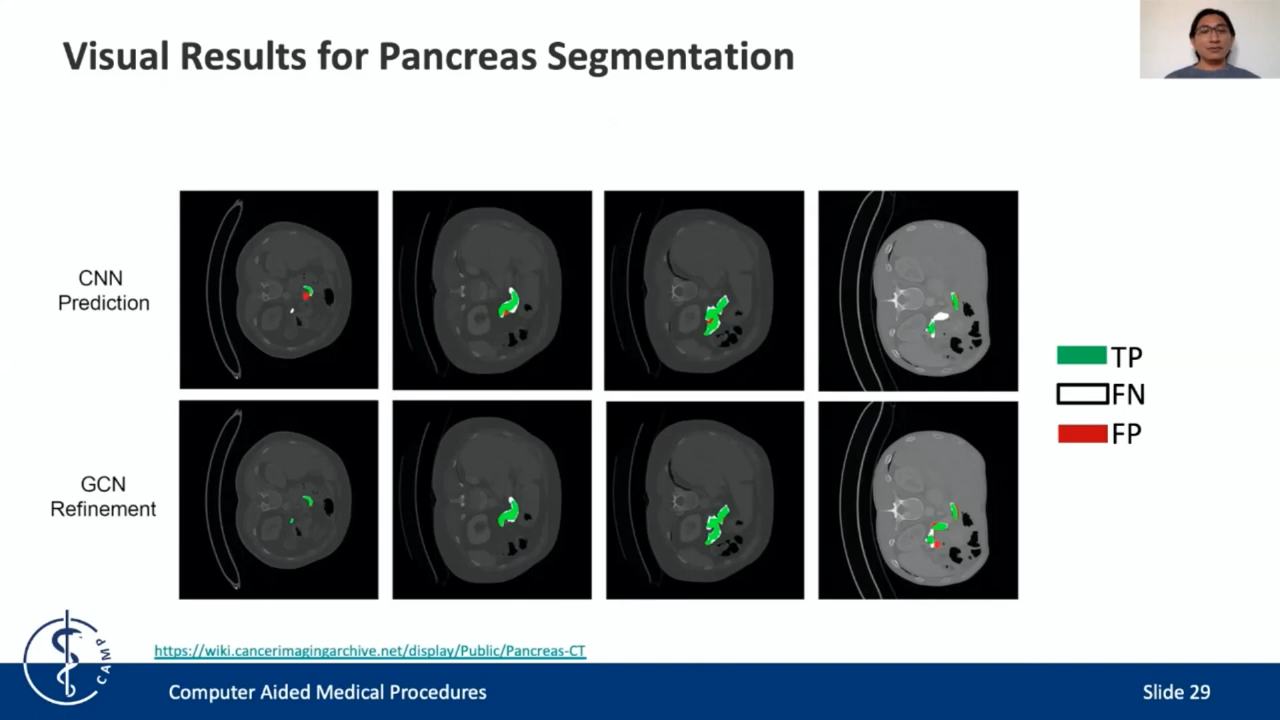 Visual Results for Pancreas Segmentation
CNN
Prediction
GCN
Refinement
TP
FN
FP
CAMP
https://wiki.cancerimagingarchive.net/display/Public/Pancreas-CT
Computer Aided Medical Procedures
Slide 29